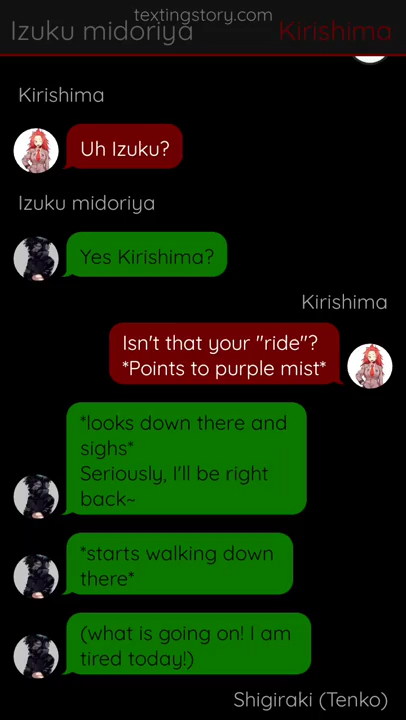 textingstory.com
Izuku midoriya
Kirishima
Kirishima
Uh Izuku?
Izuku midoriya
Yes Kirishima?
Kirishima
Isn't that your "ride"?
*Points to purple mist*
*looks down there and
sighs*
Seriously, I'll be right
back~
*starts walking down
there*
(what is going on! I am
tired today!)
Shigiraki (Tenko)